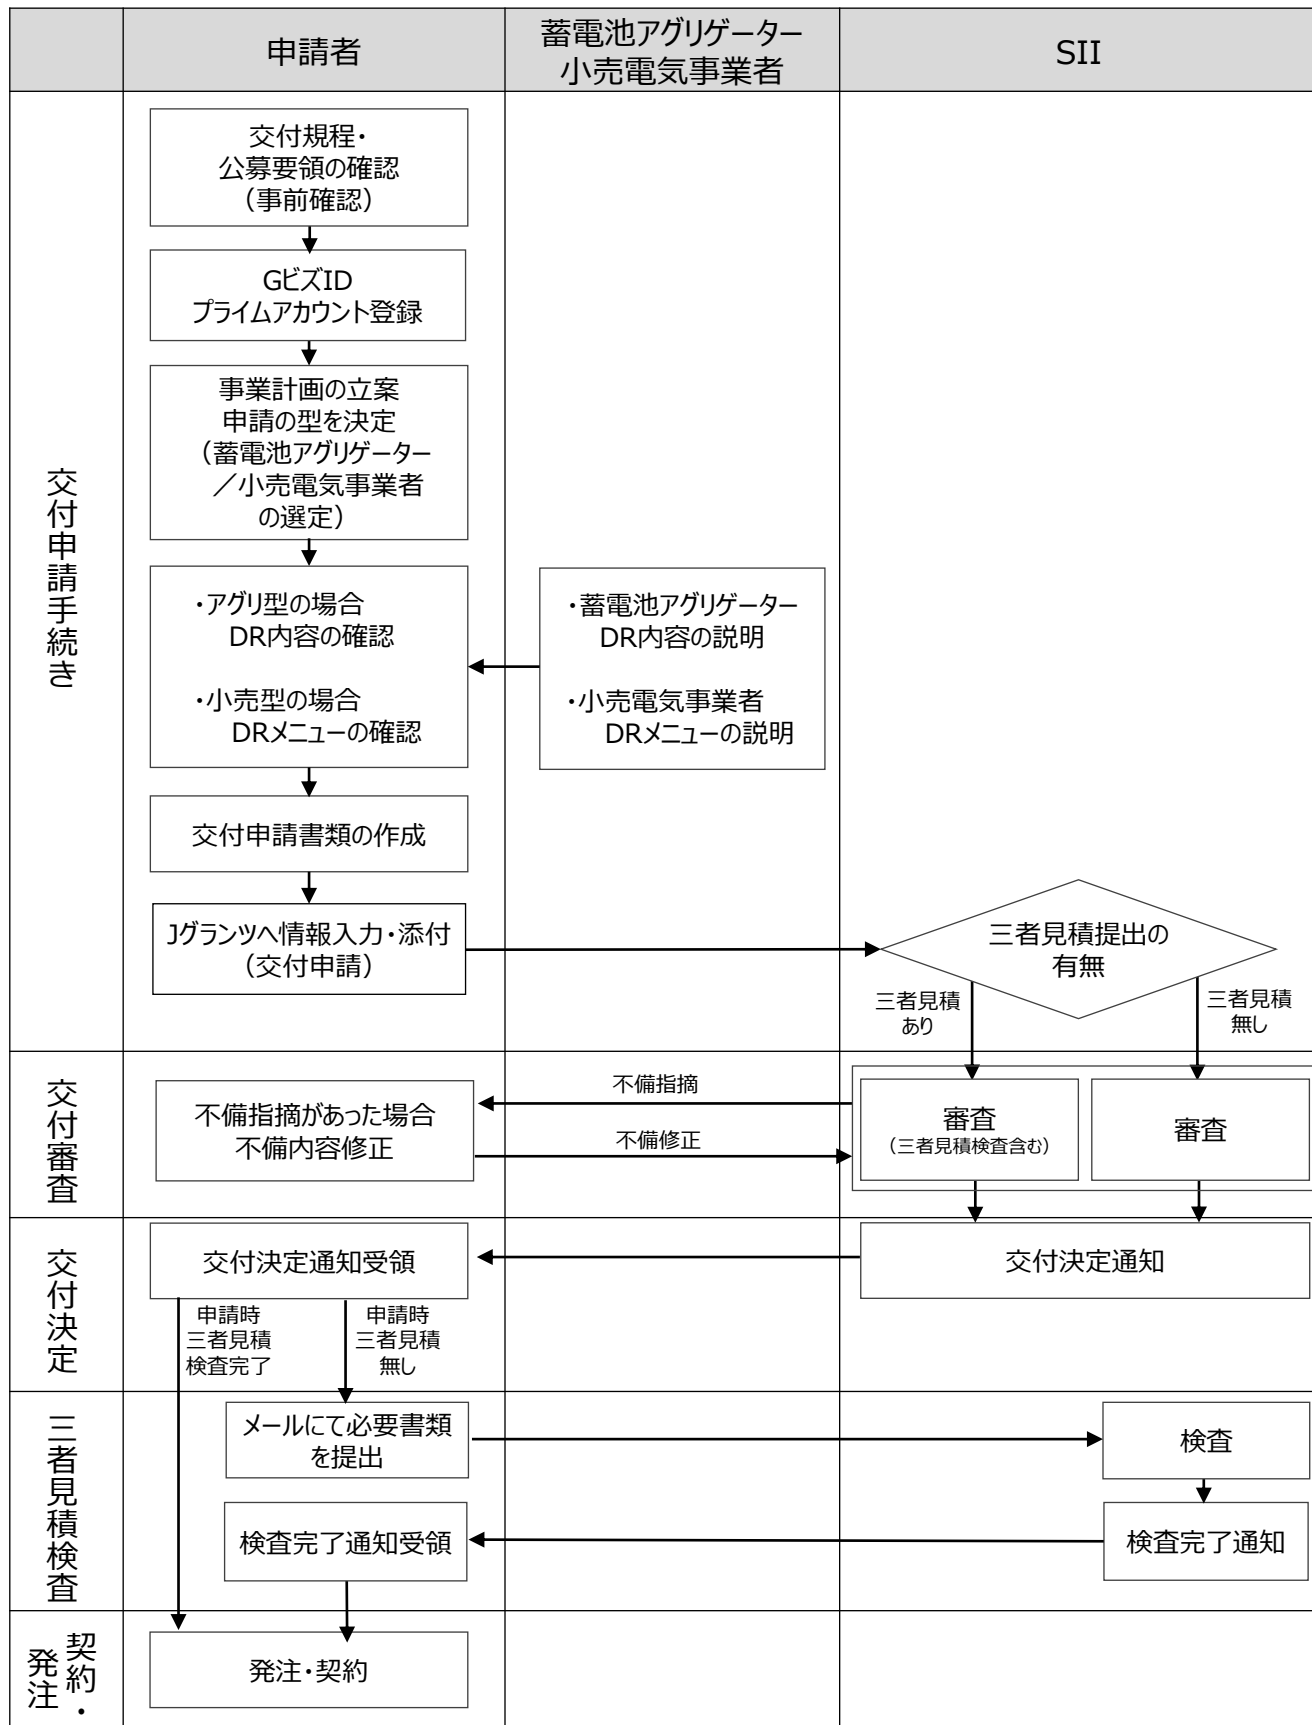 申請者
蓄電池アグリゲーター
小売電気事業者
SII
交付申請手続き
交付規程・
公募要領の確認
（事前確認）
GビズID
プライムアカウント登録
事業計画の立案
申請の型を決定
（蓄電池アグリゲーター
／小売電気事業者
の選定）
・アグリ型の場合
DR内容の確認
・小売型の場合
DRメニューの確認
・蓄電池アグリゲーター
DR内容の説明
・小売電気事業者
DRメニューの説明
交付申請書類の作成
Jグランツへ情報入力・添付
（交付申請）
三者見積提出の
有無
三者見積
あり
三者見積
無し
交付審査
不備指摘があった場合
不備内容修正
不備指摘
不備修正
審査
（三者見積検査含む）
審査
交付決定
交付決定通知受領
交付決定通知
申請時
三者見積
検査完了
申請時
三者見積
無し
三者見積検査
メールにて必要書類
を提出
検査
検査完了通知受領
検査完了通知
契約・
発注
発注・契約